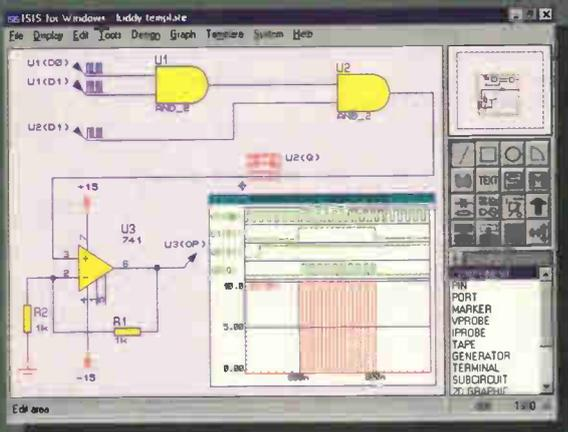 ISIS for Windows
template
File Display Edit Tools Design Graph Template System Help
U1(D0)
U1(D1)
U1
U2
AND_2
AND_2
U2(D1)
U2(Q)
+15
U3
741
U3(OP)
7
3
2
6
R2
1k
R1
1k
-15
10.0
5.00
0.00
TEXT
PIN
PORT
MARKER
VPROBE
IPROBE
TAPE
GENERATOR
TERMINAL
SUBCIRCUIT
2D GRAPHIC
Edit area